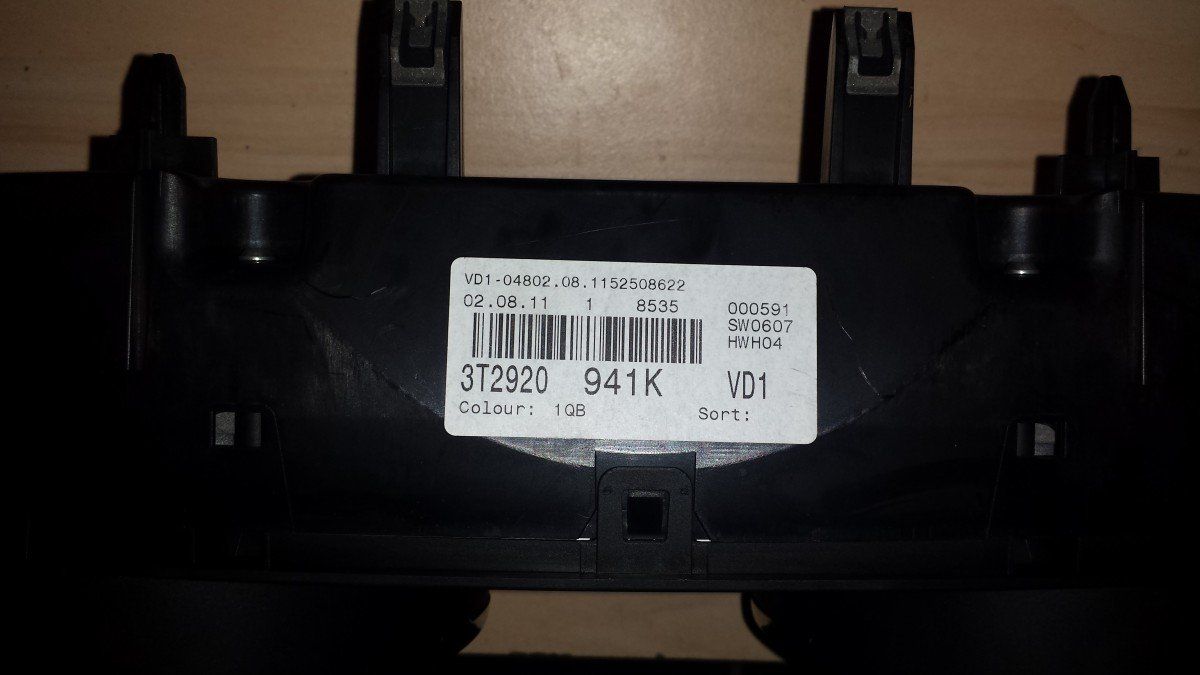 VD1-04802.08.1152508622
02.08.11 1 8535 000591
SW0607
HWH04
3T2920 941K VD1
Colour: 1QB Sort: